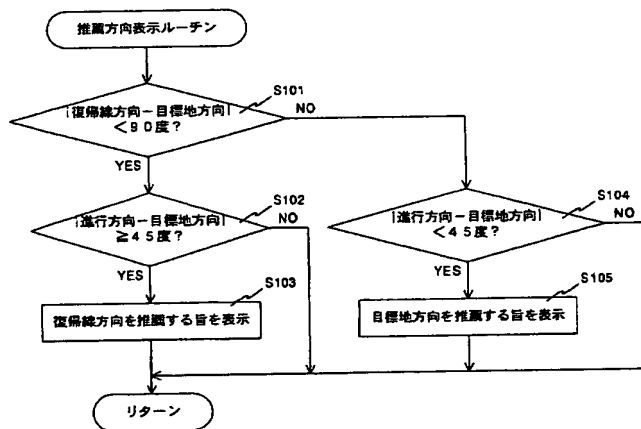 推薦方向表示ルーチン
S101
|復帰線方向－目標地方向|
＜９０度？
NO
YES
S102
|進行方向－目標地方向|
≧４５度？
NO
YES
S104
|進行方向－目標地方向|
＜４５度？
NO
YES
S103
復帰線方向を推薦する旨を表示
S105
目標地方向を推薦する旨を表示
リターン